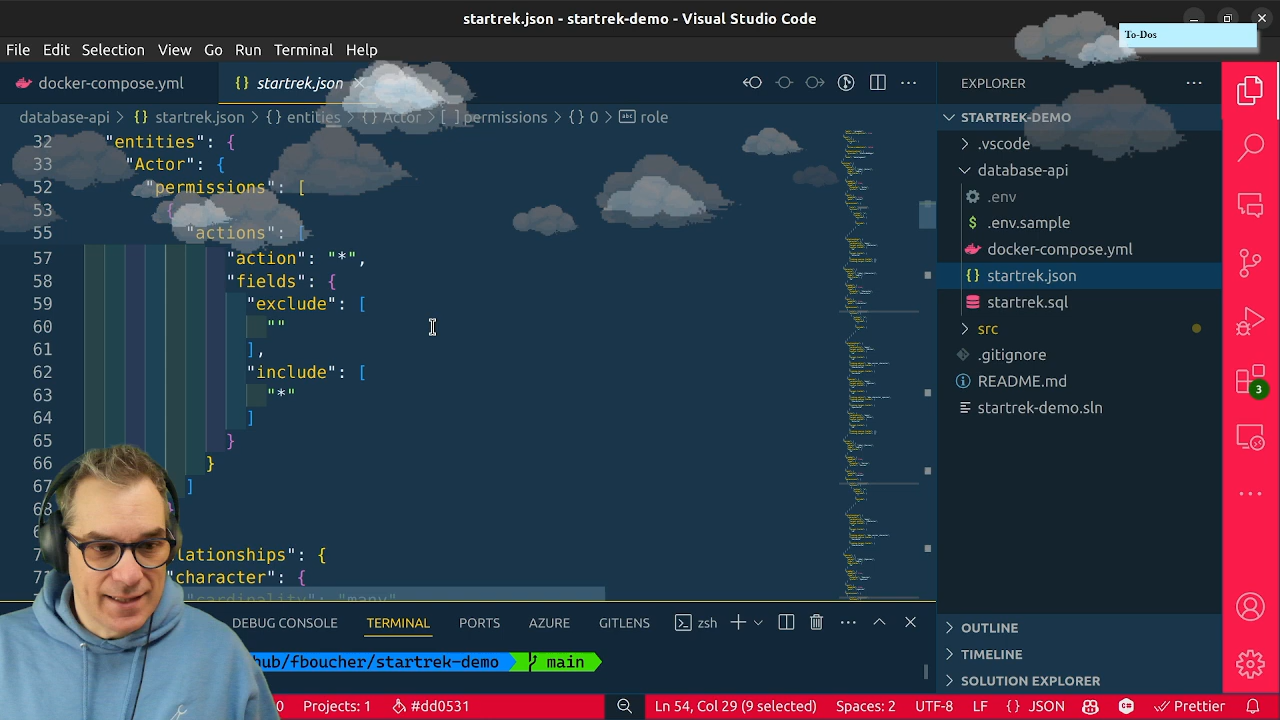 startrek.json - startrek-demo - Visual Studio Code
To-Dos
File Edit Selection View Go Run Terminal Help
docker-compose.yml
{} startrek.json
EXPLORER
database-api > {} startrek.json > {} entities > {} Actor > [ ] permissions > {} 0 > abc role
32 "entities": {
33 "Actor": {
52 "permissions": [
53 {
55 "actions": [
57 "action": "*",
58 "fields": {
59 "exclude": [
60 ""
61 ],
62 "include": [
63 "*"
64 ]
65 }
66 }
67 ]
68
lationships": {
"character": {
"cardinality": "many"
STARTREK-DEMO
.vscode
database-api
.env
$ .env.sample
docker-compose.yml
{} startrek.json
startrek.sql
src
.gitignore
README.md
startrek-demo.sln
3
OUTLINE
TIMELINE
SOLUTION EXPLORER
DEBUG CONSOLE TERMINAL PORTS AZURE GITLENS zsh
hub/fboucher/startrek-demo main
0 Projects: 1 #dd0531 Ln 54, Col 29 (9 selected) Spaces: 2 UTF-8 LF {} JSON Prettier